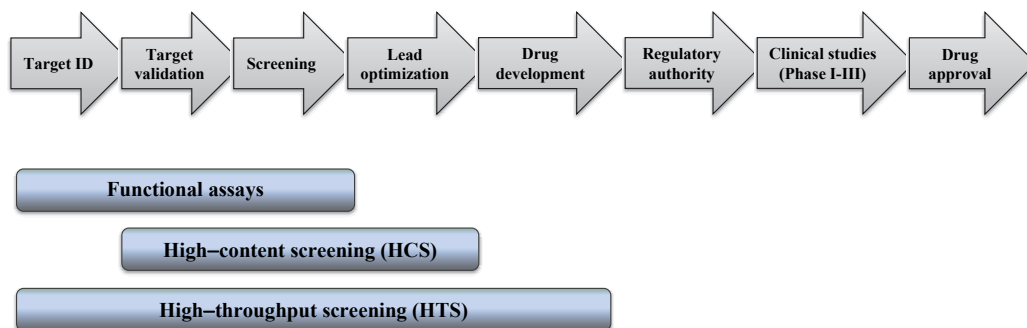 Target ID
Target
validation
Screening
Lead
optimization
Drug
development
Regulatory
authority
Clinical studies
(Phase I-III)
Drug
approval
Functional assays
High–content screening (HCS)
High–throughput screening (HTS)